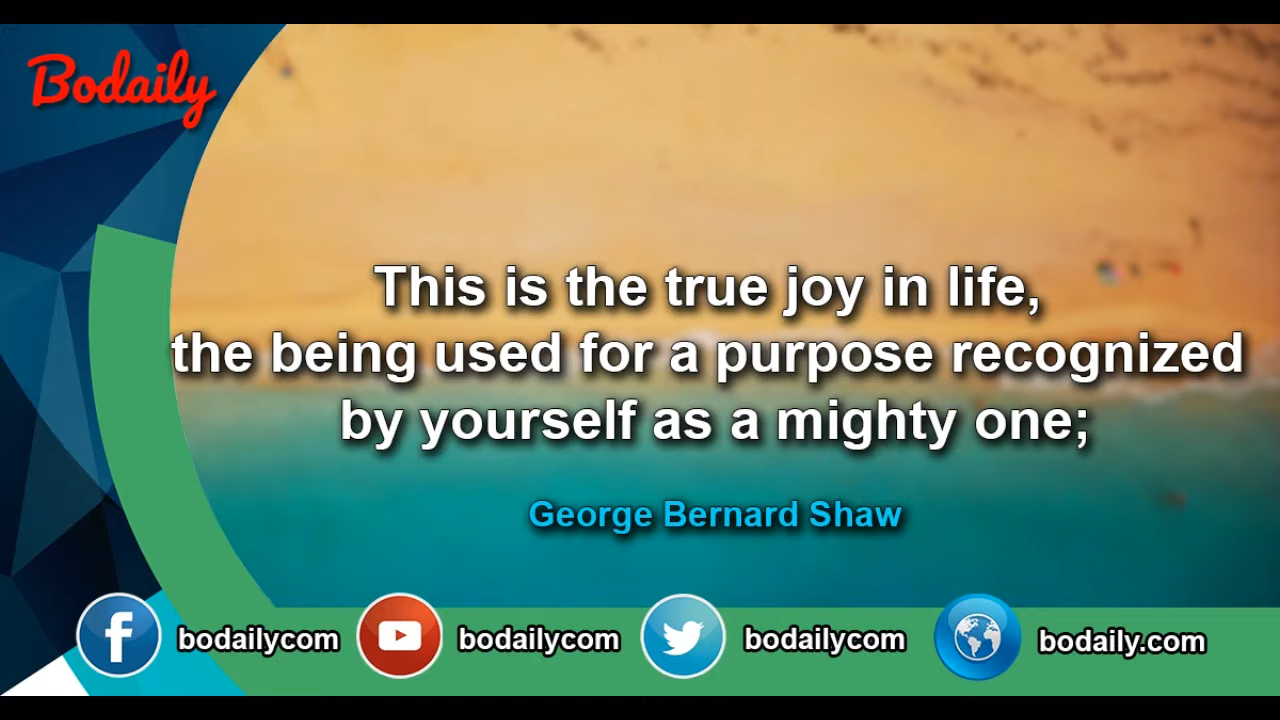 Bodaily
This is the true joy in life,
the being used for a purpose recognized
by yourself as a mighty one;
George Bernard Shaw
bodailycom
bodailycom
bodailycom
bodaily.com